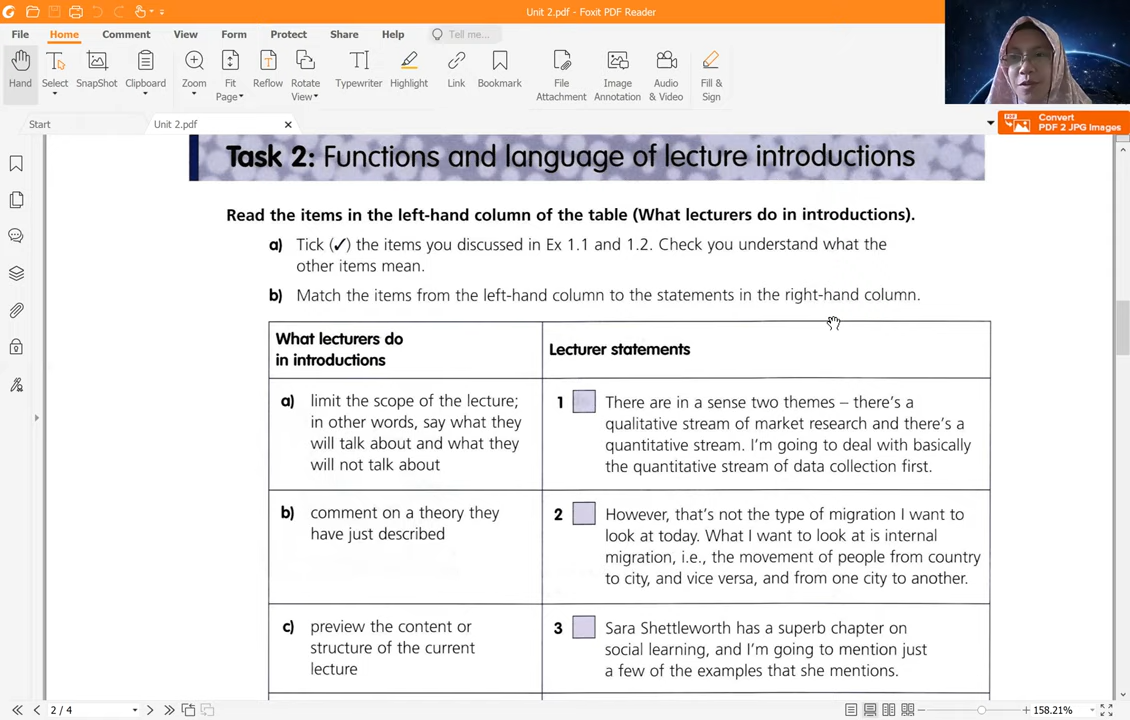 Unit 2.pdf - Foxit PDF Reader
File Home Comment View Form Protect Share Help Tell me...
Hand Select SnapShot Clipboard Zoom Fit Page Reflow Rotate View Typewriter Highlight Link Bookmark File Attachment Image Annotation Audio & Video Fill & Sign
Start Unit 2.pdf
Convert
PDF 2 JPG Images
Task 2: Functions and language of lecture introductions
Read the items in the left-hand column of the table (What lecturers do in introductions).
a) Tick (✓) the items you discussed in Ex 1.1 and 1.2. Check you understand what the
other items mean.
b) Match the items from the left-hand column to the statements in the right-hand column.
What lecturers do
in introductions
Lecturer statements
a) limit the scope of the lecture;
in other words, say what they
will talk about and what they
will not talk about
1 There are in a sense two themes – there's a
qualitative stream of market research and there's a
quantitative stream. I'm going to deal with basically
the quantitative stream of data collection first.
b) comment on a theory they
have just described
2 However, that's not the type of migration I want to
look at today. What I want to look at is internal
migration, i.e., the movement of people from country
to city, and vice versa, and from one city to another.
c) preview the content or
structure of the current
lecture
3 Sara Shettleworth has a superb chapter on
social learning, and I'm going to mention just
a few of the examples that she mentions.
2 / 4
158.21%